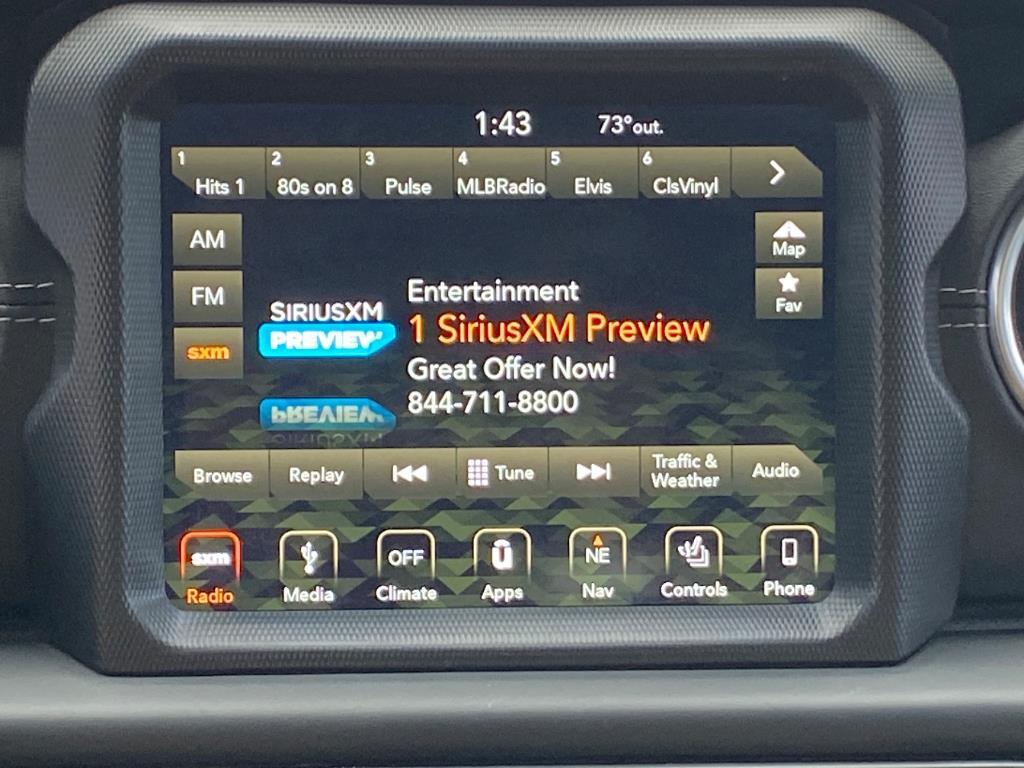 1:43 73°out.
1 2 3 4 5 6
Hits 1 80s on 8 Pulse MLBRadio Elvis ClsVinyl
AM
Map
FM
Fav
sxm
SIRIUSXM
PREVIEW
Entertainment
1 SiriusXM Preview
Great Offer Now!
844-711-8800
PREVIEW
SIRIUSXM
Browse Replay Tune Traffic & Weather Audio
sxm OFF U NE
Radio Media Climate Apps Nav Controls Phone